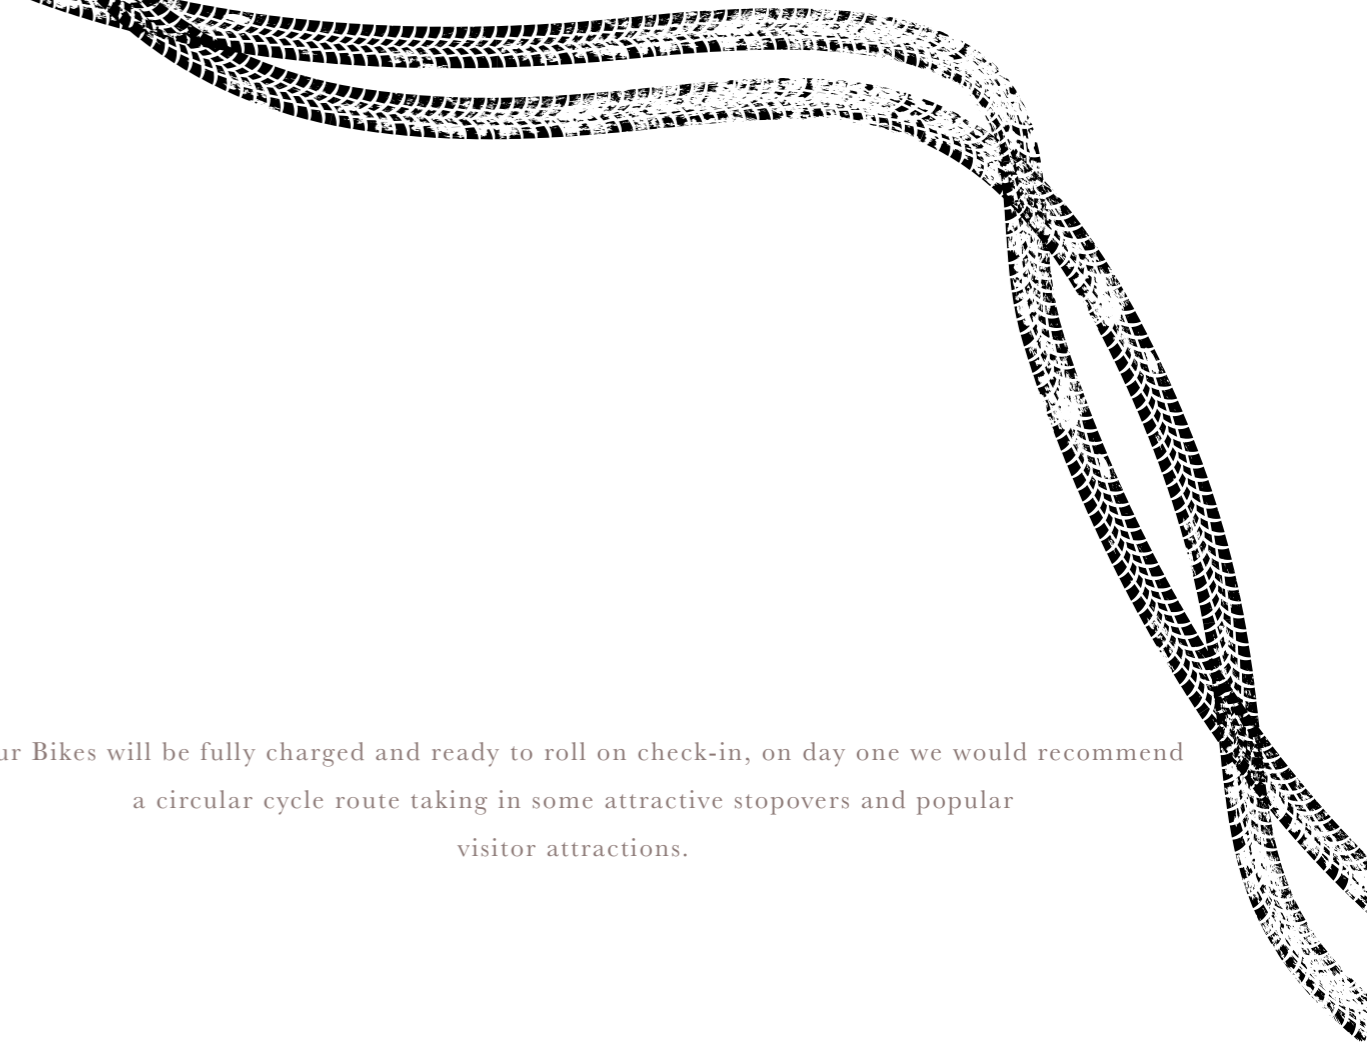 ur Bikes will be fully charged and ready to roll on check-in, on day one we would recommend
a circular cycle route taking in some attractive stopovers and popular
visitor attractions.